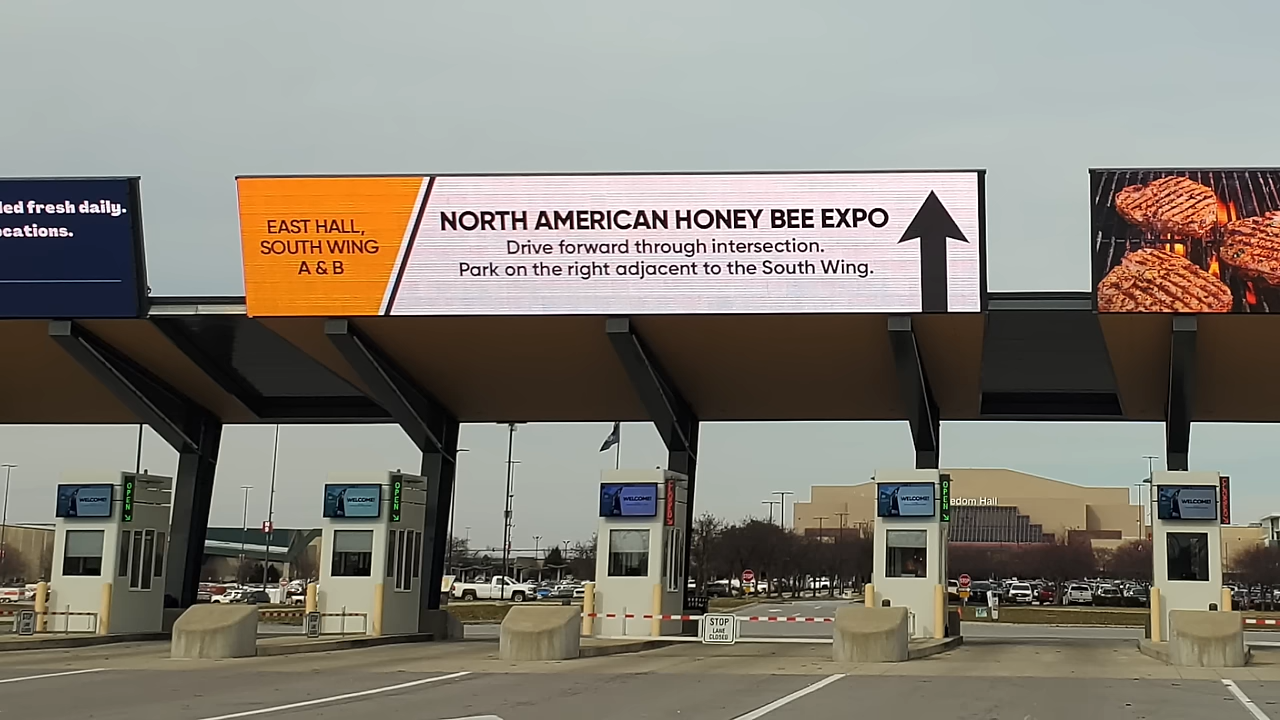 led fresh daily.
ocations.
EAST HALL,
SOUTH WING
A & B
NORTH AMERICAN HONEY BEE EXPO
Drive forward through intersection.
Park on the right adjacent to the South Wing.
WELCOME!
OPEN
WELCOME!
OPEN
WELCOME!
CLOSED
WELCOME!
OPEN
edom Hall
WELCOME!
CLOSED
STOP
LANE
CLOSED